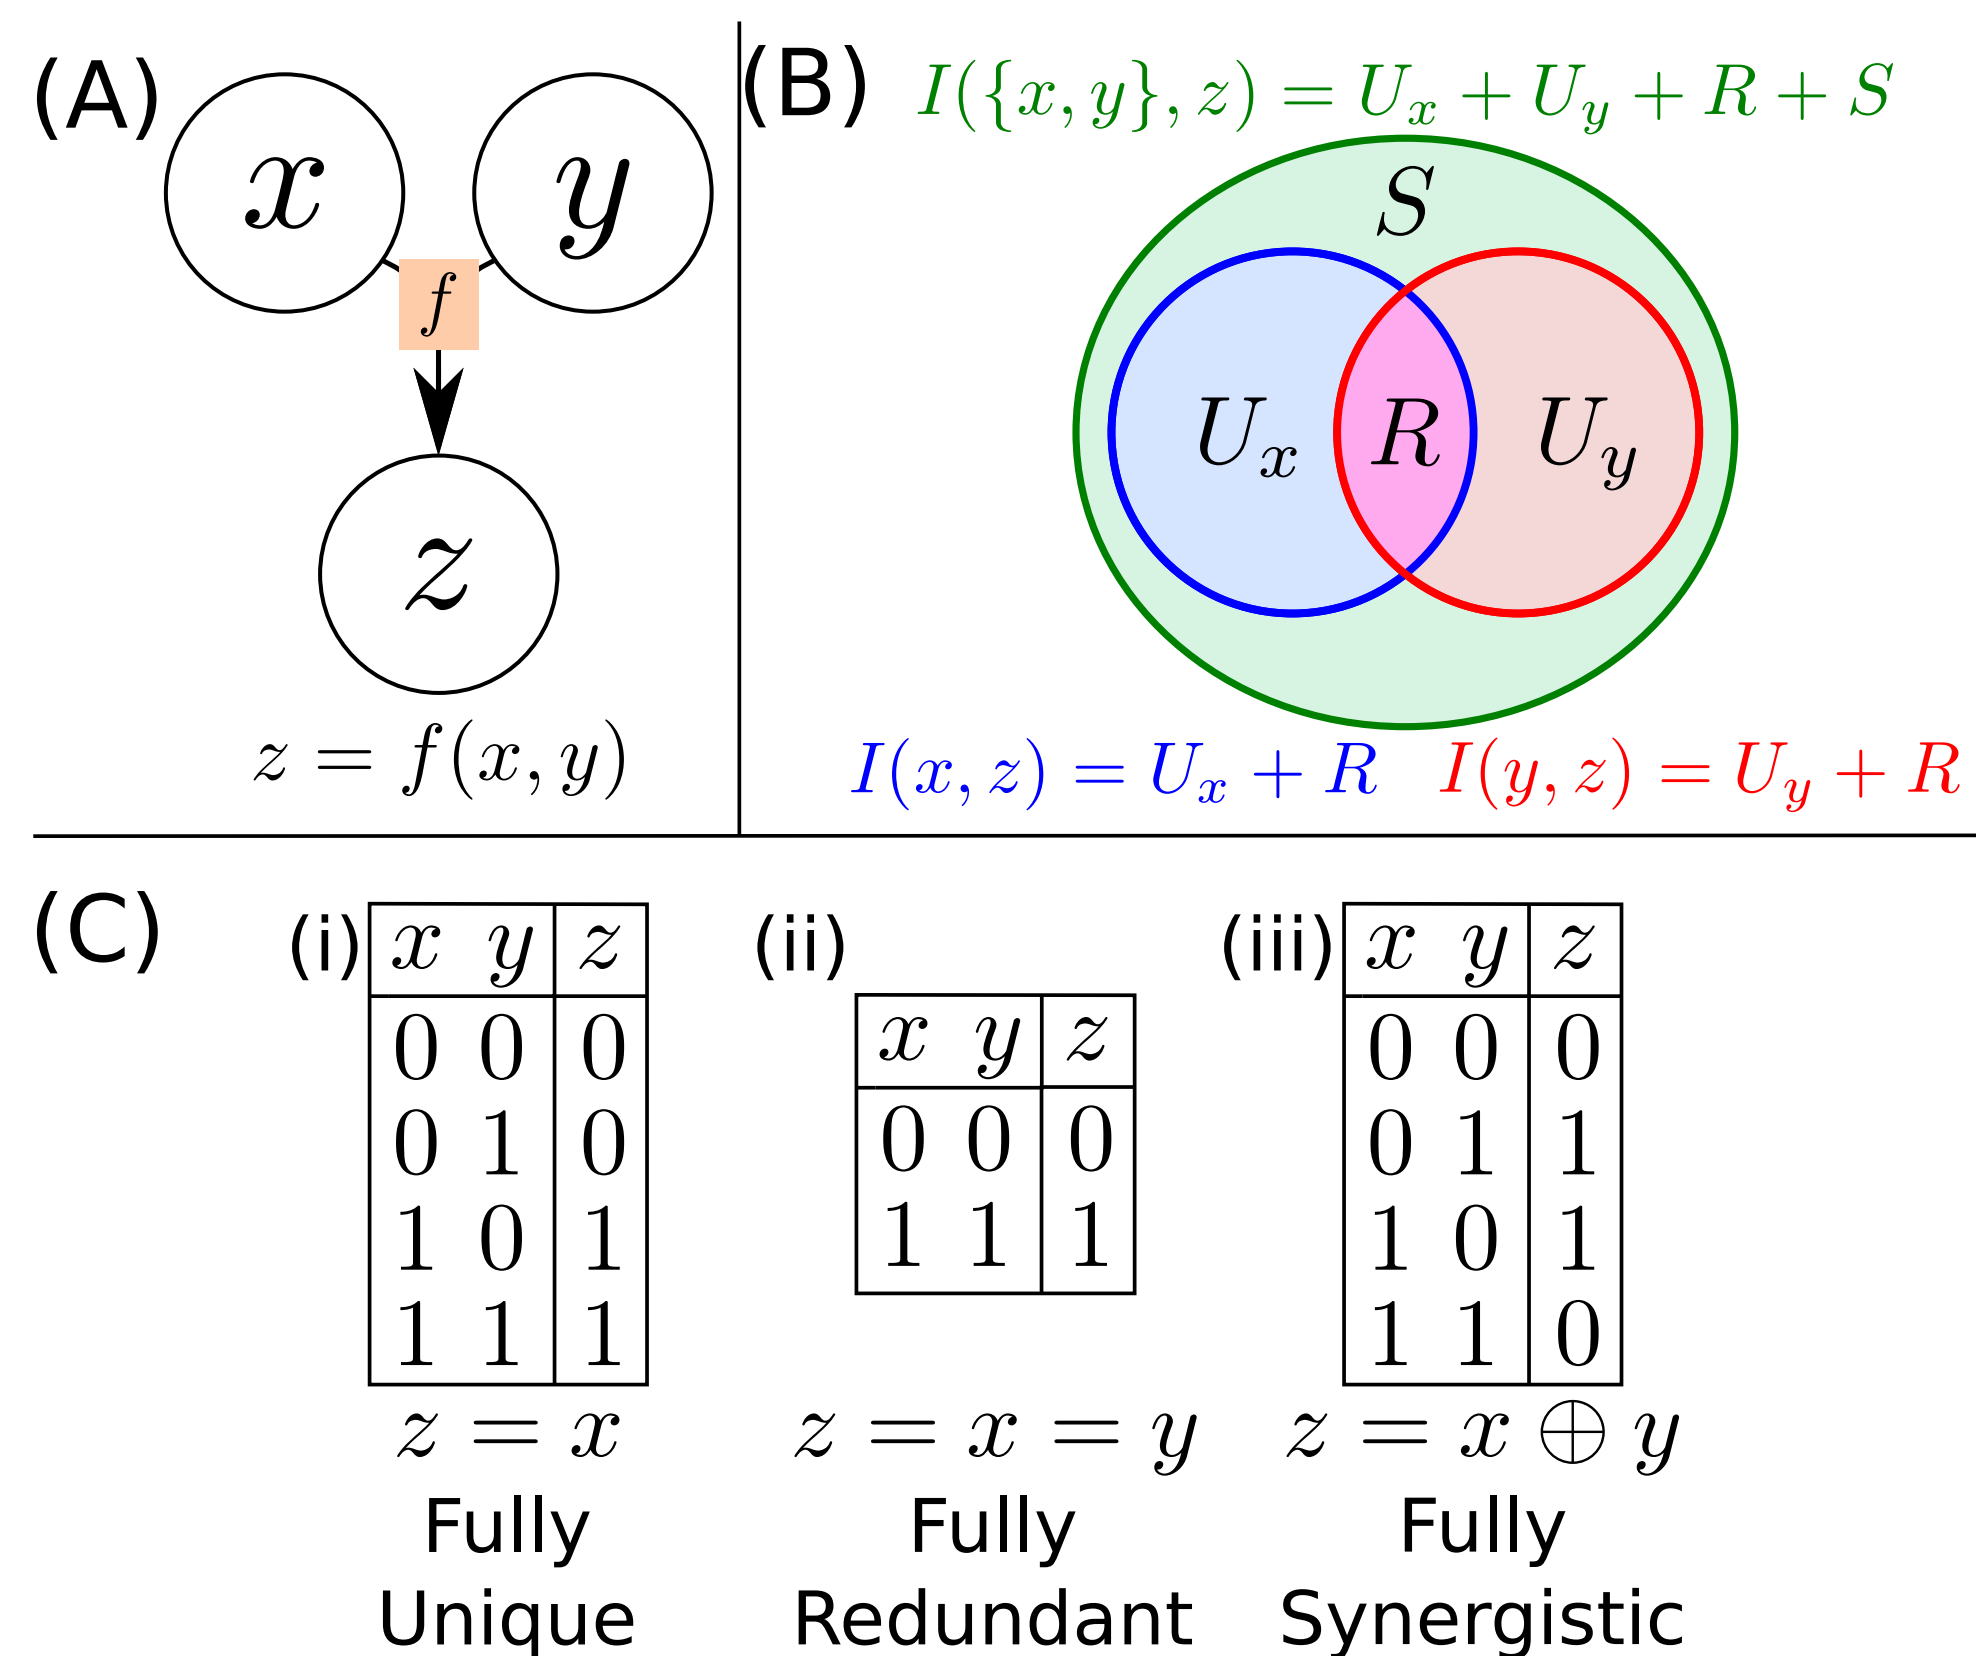 (A)
x y
f
z
z = f(x, y)
(B)
I({x, y}, z) = U_x + U_y + R + S
S
U_x R U_y
I(x, z) = U_x + R I(y, z) = U_y + R
(C)
(i)
x y z
0 0 0
0 1 0
1 0 1
1 1 1
z = x
Fully
Unique
(ii)
x y z
0 0 0
1 1 1
z = x = y
Fully
Redundant
(iii)
x y z
0 0 0
0 1 1
1 0 1
1 1 0
z = x ⊕ y
Fully
Synergistic